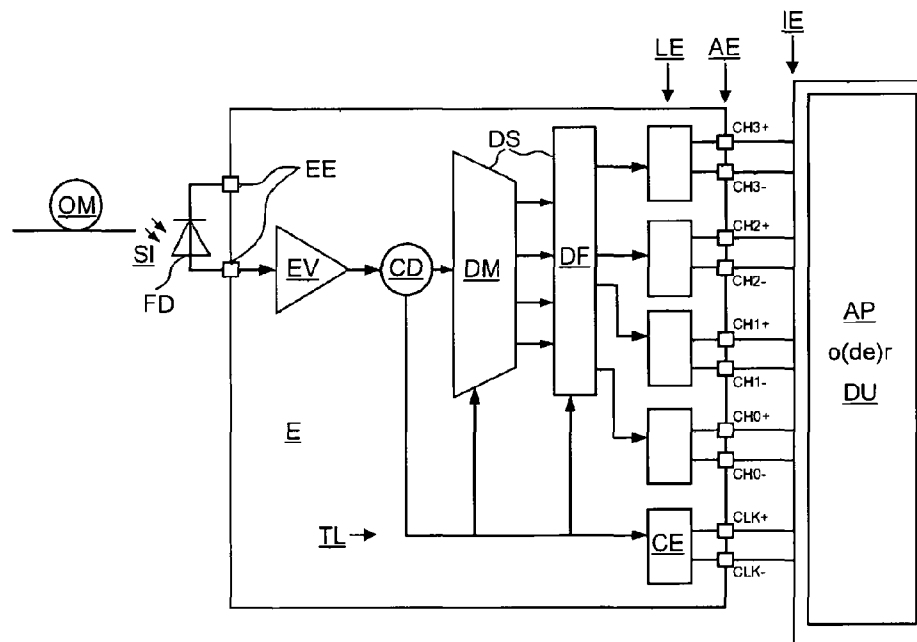 IE
LE AE
CH3+
DS
EE
CH3-
OM
CH2+
SI
EV
CD
DM
DF
CH2-
FD
AP
CH1+
o(de)r
CH1-
DU
CH0+
E
CH0-
CLK+
TL
CE
CLK-